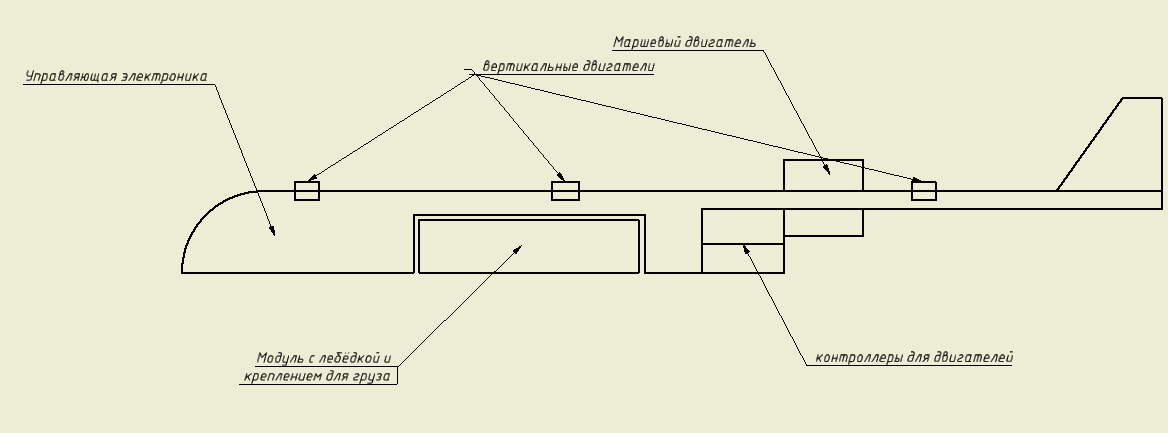 Маршевый двигатель
вертикальные двигатели
Управляющая электроника
Модуль с лебёдкой и
креплением для груза
контроллеры для двигателей